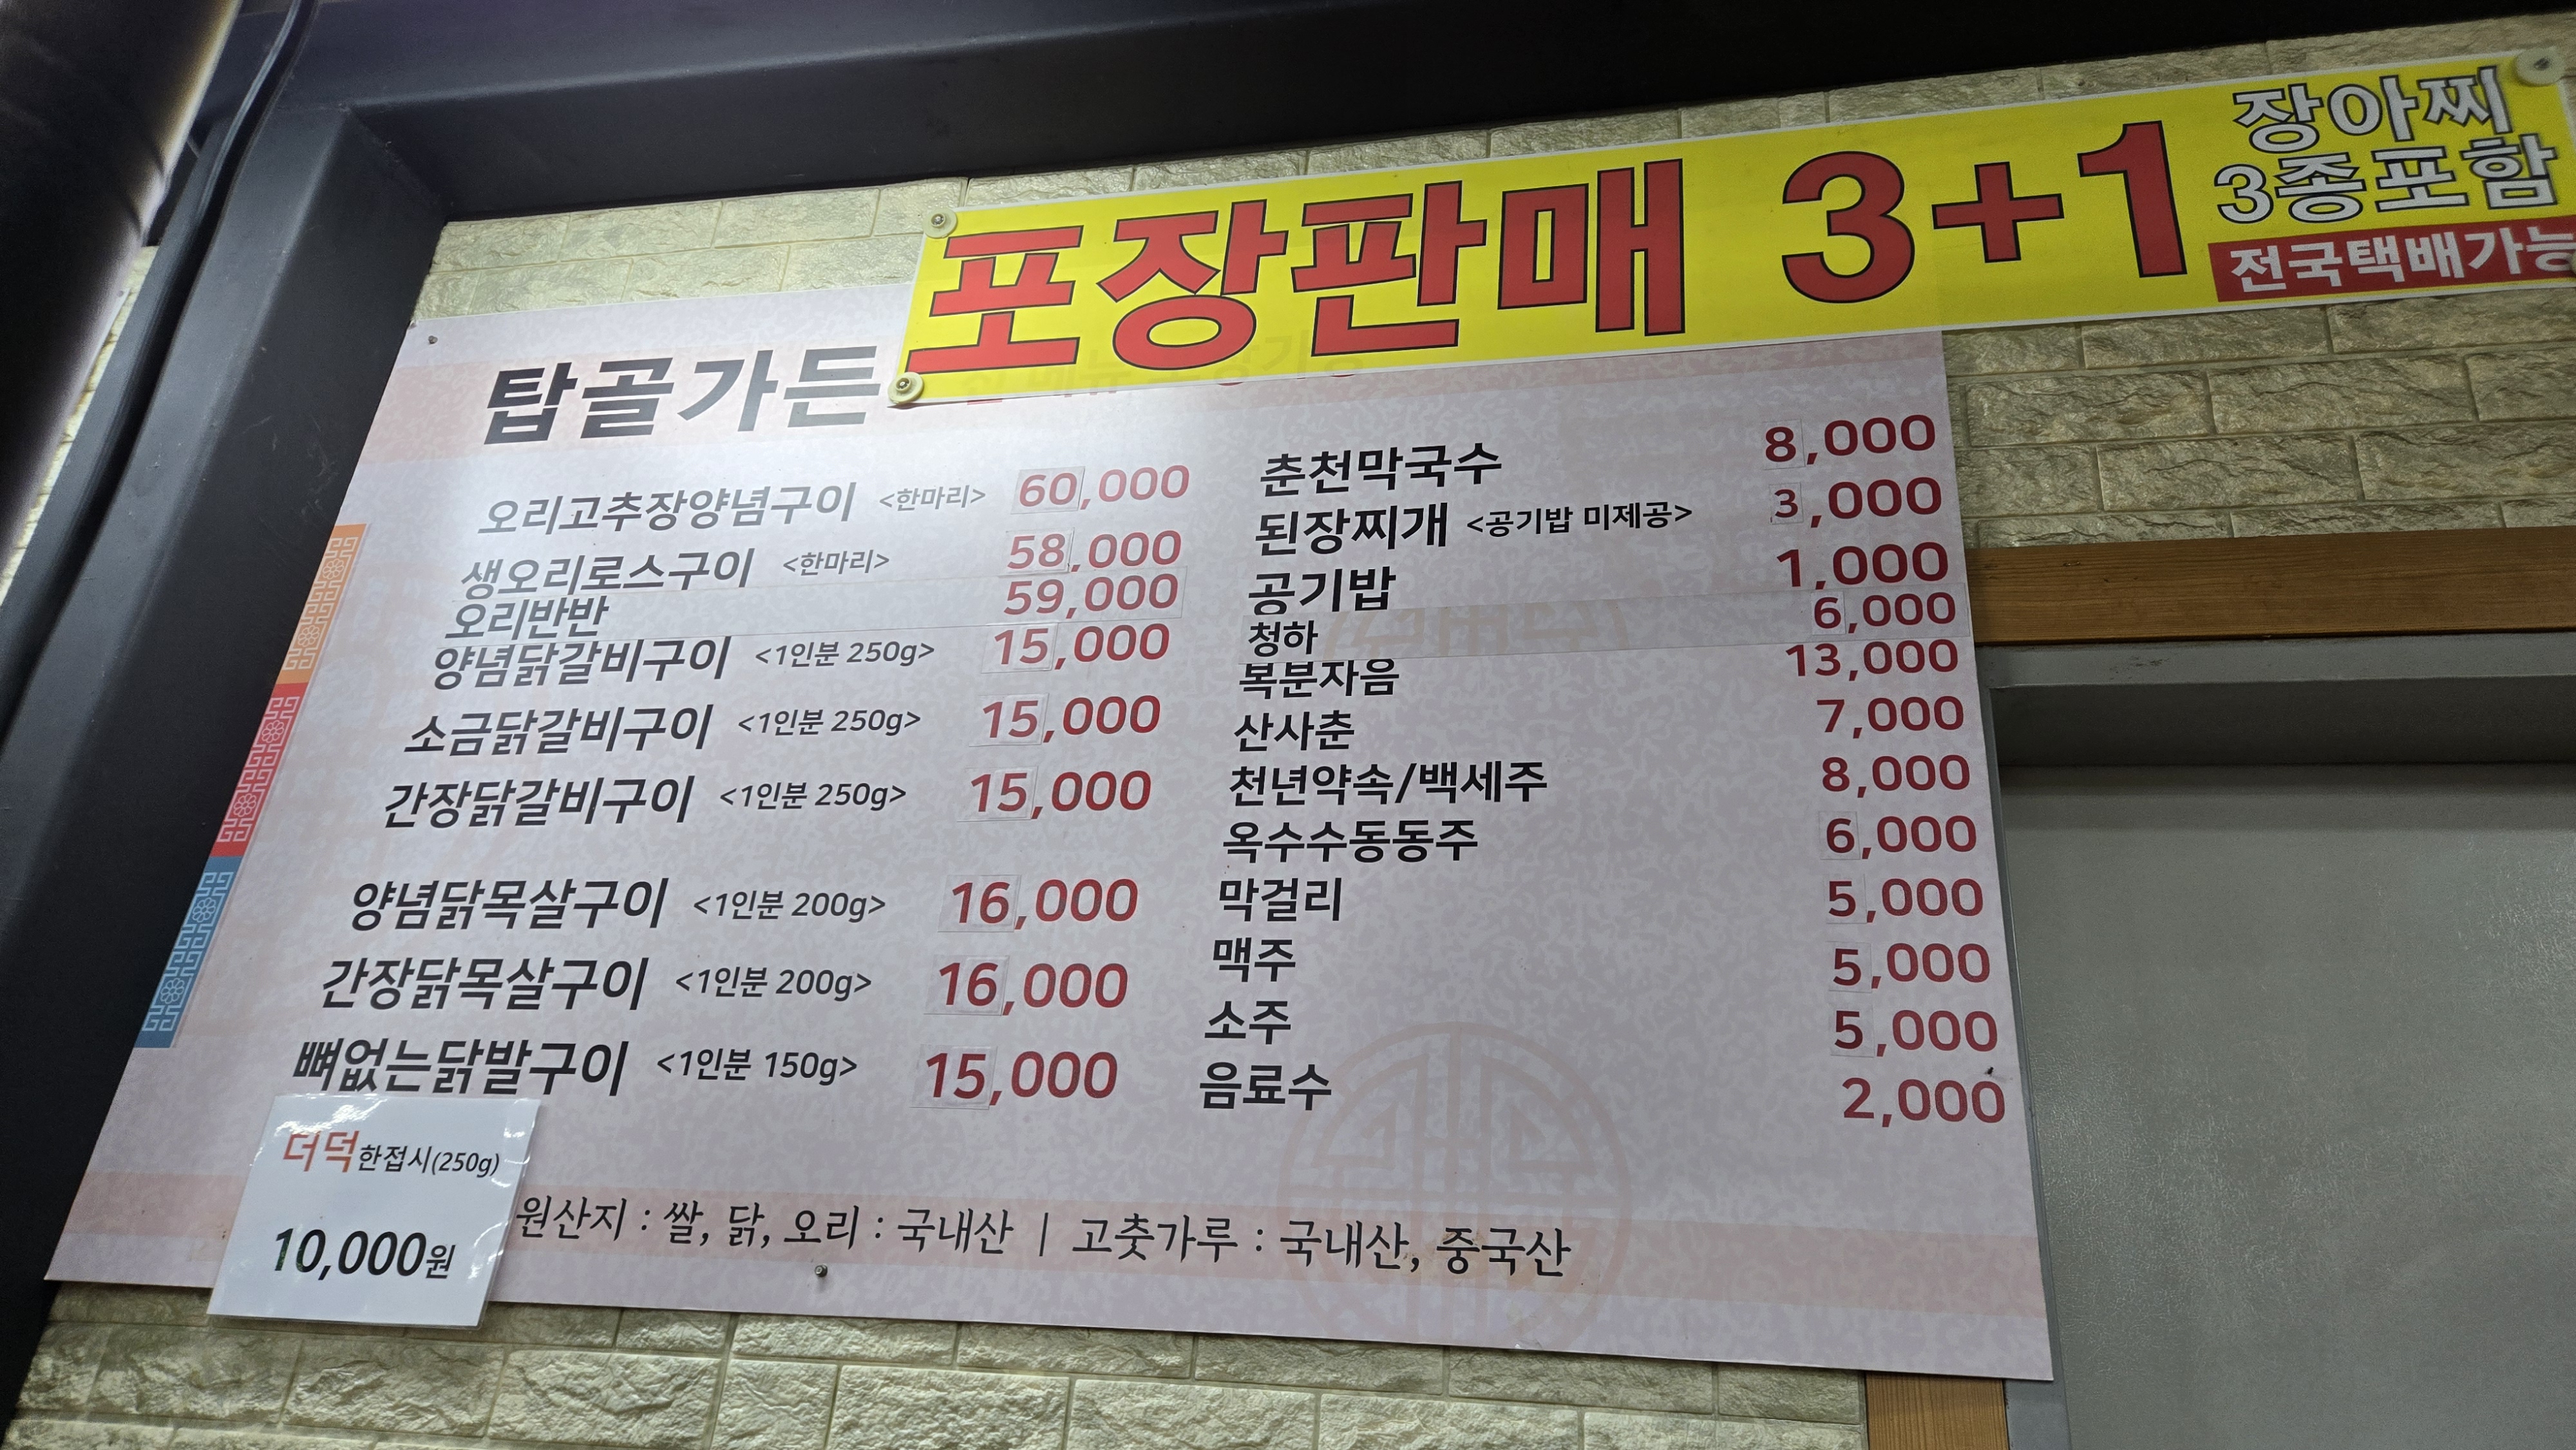 포장판매 3+1
장아찌
3종포함
전국택배가능
탑골가든
오리고추장양념구이 <한마리> 60,000
생오리로스구이 <한마리> 58,000
오리반반 59,000
양념닭갈비구이 <1인분 250g> 15,000
소금닭갈비구이 <1인분 250g> 15,000
간장닭갈비구이 <1인분 250g> 15,000
양념닭목살구이 <1인분 200g> 16,000
간장닭목살구이 <1인분 200g> 16,000
뼈없는닭발구이 <1인분 150g> 15,000
춘천막국수 8,000
된장찌개 <공기밥 미제공> 3,000
공기밥 1,000
청하 6,000
복분자음 13,000
산사춘 7,000
천년약속/백세주 8,000
옥수수동동주 6,000
막걸리 5,000
맥주 5,000
소주 5,000
음료수 2,000
더덕한접시(250g)
10,000원
원산지 : 쌀, 닭, 오리 : 국내산 | 고춧가루 : 국내산, 중국산